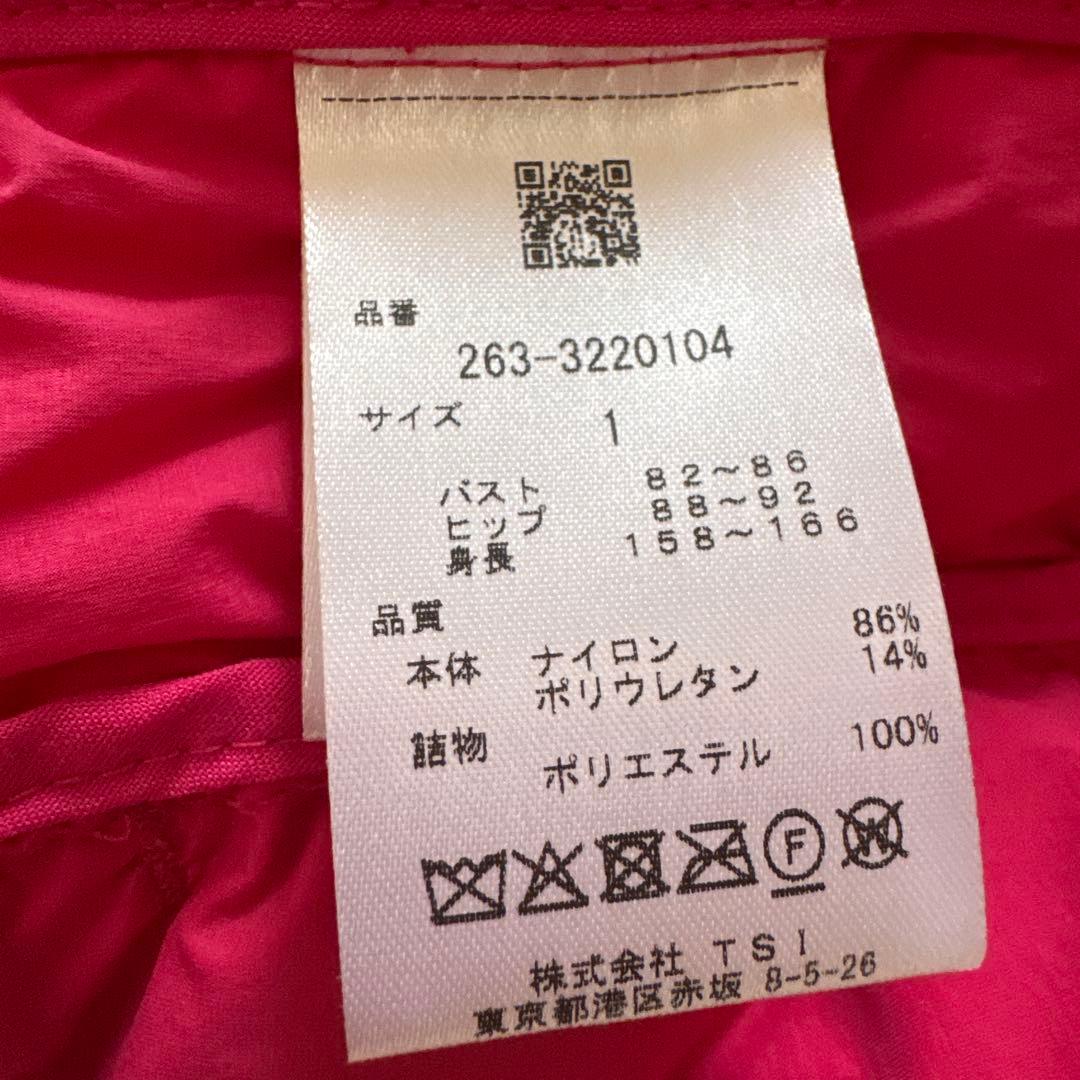 品番
263-3220104
サイズ 1
バスト 82～86
ヒップ 88～92
身長 158～166
品質
本体 ナイロン 86%
ポリウレタン 14%
詰物 ポリエステル 100%
F W
株式会社 TSI
東京都港区赤坂 8-5-26